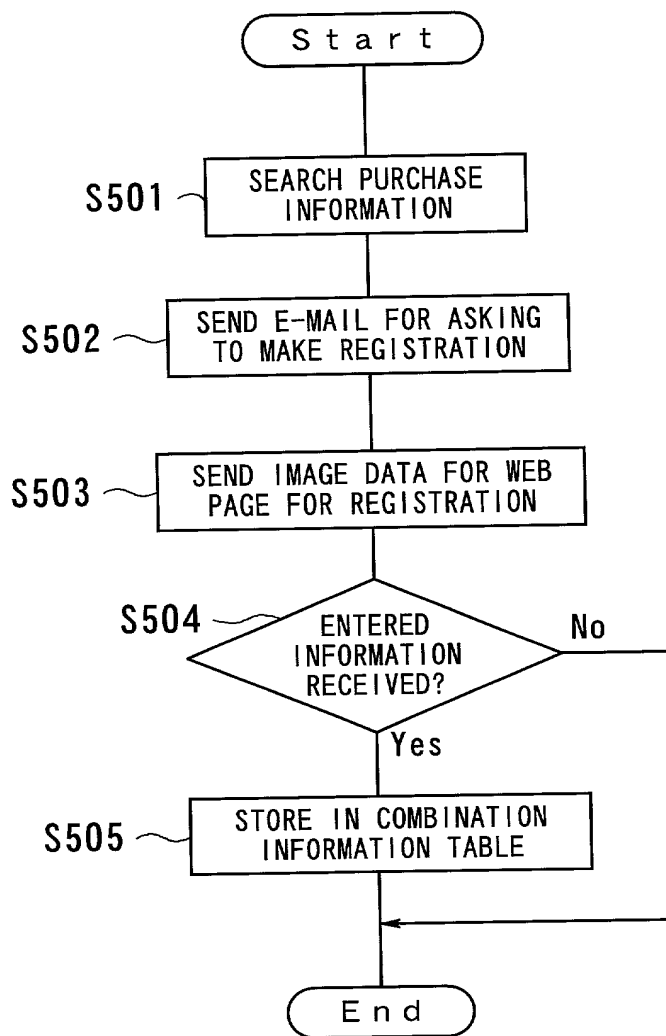 Start
S501
SEARCH PURCHASE
INFORMATION
S502
SEND E-MAIL FOR ASKING
TO MAKE REGISTRATION
S503
SEND IMAGE DATA FOR WEB
PAGE FOR REGISTRATION
S504
ENTERED
INFORMATION
RECEIVED?
No
Yes
S505
STORE IN COMBINATION
INFORMATION TABLE
End